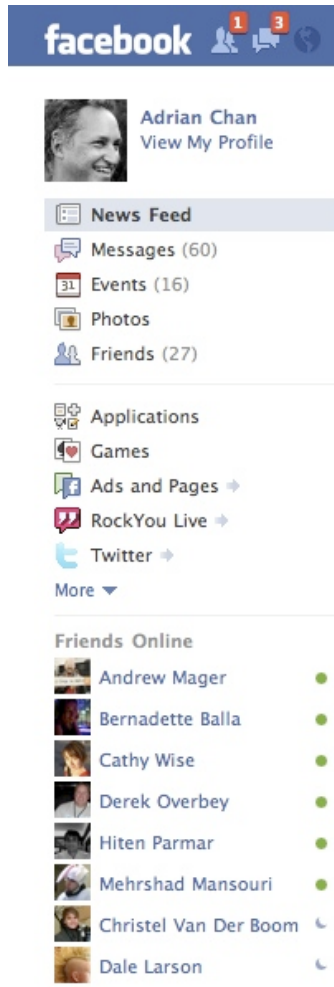 facebook 1 3
Adrian Chan
View My Profile
News Feed
Messages (60)
31 Events (16)
Photos
Friends (27)
Applications
Games
Ads and Pages
RockYou Live
Twitter
More
Friends Online
Andrew Mager
Bernadette Balla
Cathy Wise
Derek Overbey
Hiten Parmar
Mehrshad Mansouri
Christel Van Der Boom
Dale Larson